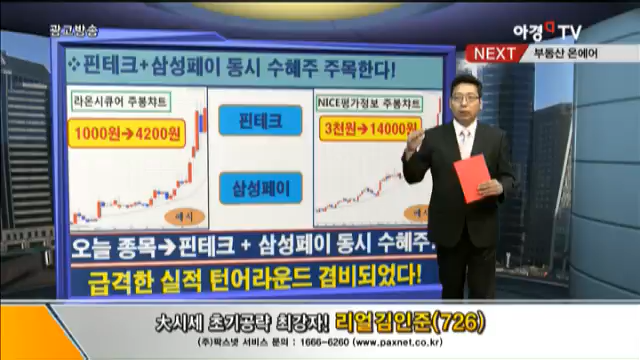 광고방송
아경TV
NEXT 부동산 온에어
❖핀테크+삼성페이 동시 수혜주 주목한다!
라온시큐어 주봉챠트
1000원→4200원
예시
핀테크
삼성페이
NICE평가정보 주봉챠트
3천원→14000원
예시
오늘 종목→핀테크 + 삼성페이 동시 수혜주
급격한 실적 턴어라운드 겸비되었다!
大시세 초기공략 최강자! 리얼김인준(726)
(주)팍스넷 서비스 문의 : 1666-6260 (www.paxnet.co.kr)